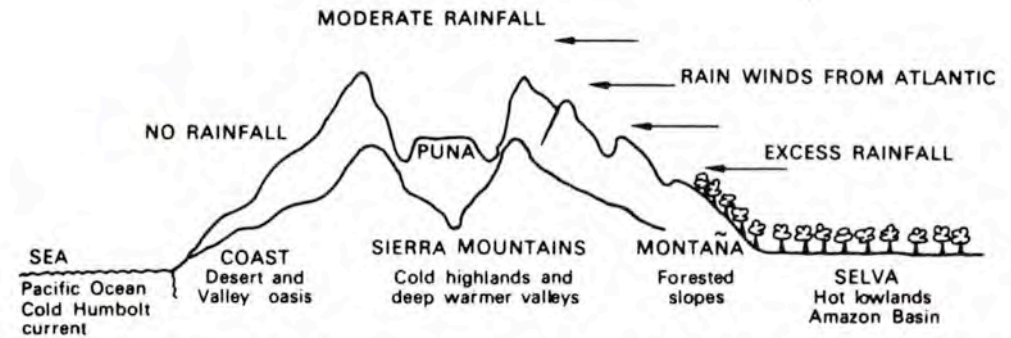 MODERATE RAINFALL
RAIN WINDS FROM ATLANTIC
NO RAINFALL
PUNA
EXCESS RAINFALL
SEA
Pacific Ocean
Cold Humbolt
current
COAST
Desert and
Valley oasis
SIERRA MOUNTAINS
Cold highlands and
deep warmer valleys
MONTAÑA
Forested
slopes
SELVA
Hot lowlands
Amazon Basin